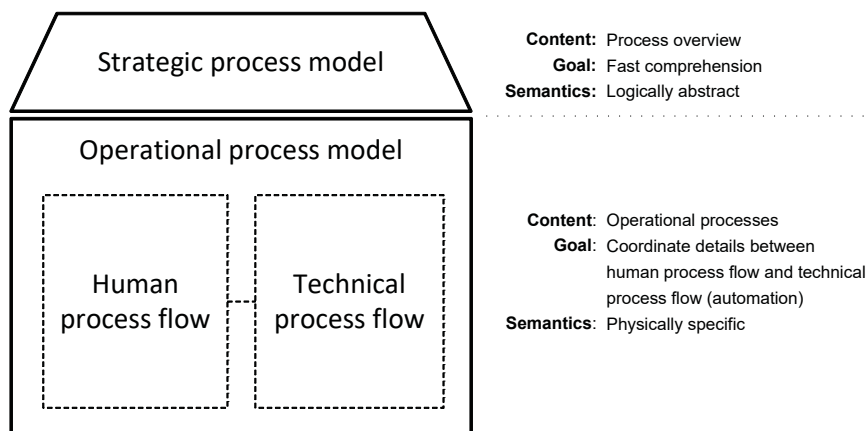 Strategic process model
Content: Process overview
Goal: Fast comprehension
Semantics: Logically abstract
Operational process model
Human
process flow
Technical
process flow
Content: Operational processes
Goal: Coordinate details between
human process flow and technical
process flow (automation)
Semantics: Physically specific